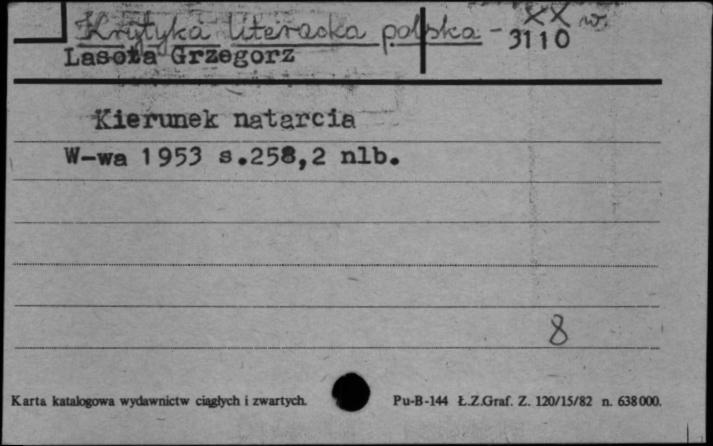 Krytyka literacka polska - XX w.
3110
Lasota Grzegorz
Kierunek natarcia
W-wa 1953 s.258,2 nlb.
8
Karta katalogowa wydawnictw ciągłych i zwartych. Pu-B-144 Ł.Z.Graf. Z. 120/15/82 n. 638000.